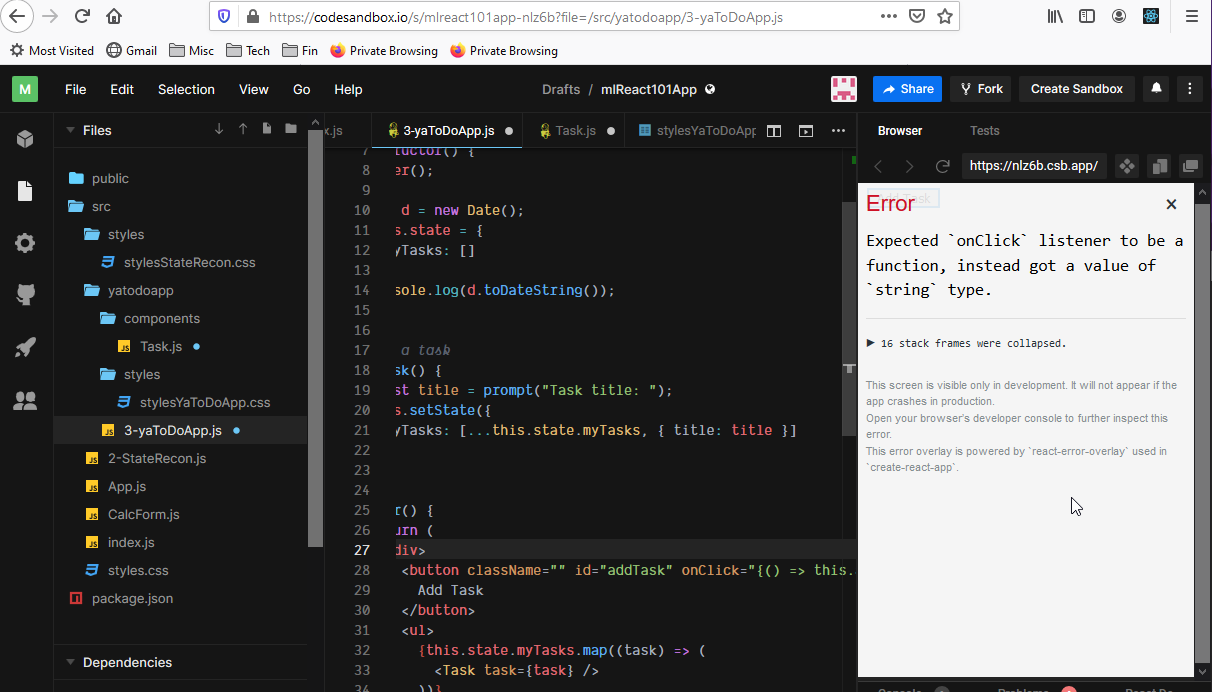 https://codesandbox.io/s/mlreact101app-nlz6b?file=/src/yatodoapp/3-yaToDoApp.js
Most Visited Gmail Misc Tech Fin Private Browsing Private Browsing
M File Edit Selection View Go Help Drafts / mlReact101App Share Fork Create Sandbox
Files
x.js 3-yaToDoApp.js Task.js stylesYaToDoApp
public
src
styles
stylesStateRecon.css
yatodoapp
components
Task.js
styles
stylesYaToDoApp.css
3-yaToDoApp.js
2-StateRecon.js
App.js
CalcForm.js
index.js
styles.css
package.json
Dependencies
7 ructor() {
8 er();
9
10 d = new Date();
11 s.state = {
12 yTasks: []
13
14 sole.log(d.toDateString());
15
16
17 a task
18 sk() {
19 st title = prompt("Task title: ");
20 s.setState({
21 yTasks: [...this.state.myTasks, { title: title }]
22
23
24
25 r() {
26 urn (
27 div>
28 <button className="" id="addTask" onClick="{() => this.
29 Add Task
30 </button>
31 <ul>
32 {this.state.myTasks.map((task) => (
33 <Task task={task} />
34 ))}
Browser Tests
https://nlz6b.csb.app/
Error
Expected `onClick` listener to be a
function, instead got a value of
`string` type.
16 stack frames were collapsed.
This screen is visible only in development. It will not appear if the
app crashes in production.
Open your browser's developer console to further inspect this
error.
This error overlay is powered by `react-error-overlay` used in
`create-react-app`.
Console Problems React De